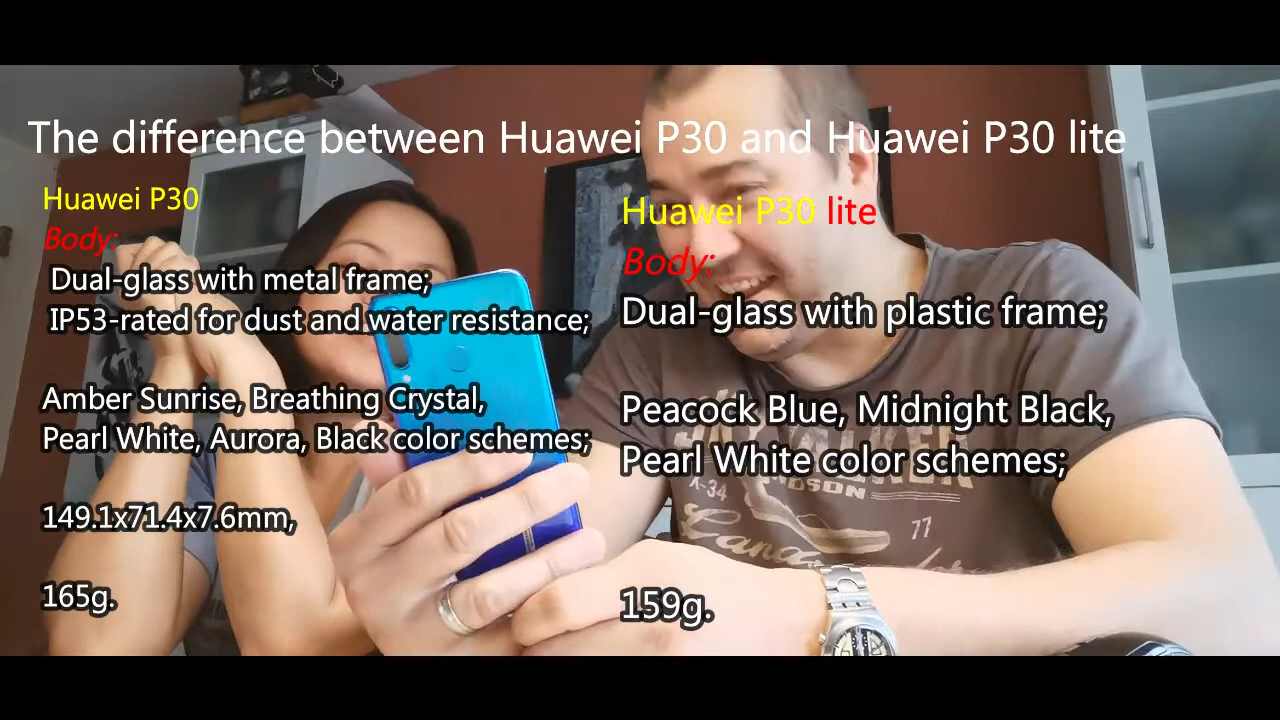 The difference between Huawei P30 and Huawei P30 lite
Huawei P30
Body:
Dual-glass with metal frame;
IP53-rated for dust and water resistance;
Amber Sunrise, Breathing Crystal,
Pearl White, Aurora, Black color schemes;
149.1x71.4x7.6mm,
165g.
Huawei P30 lite
Body:
Dual-glass with plastic frame;
Peacock Blue, Midnight Black,
Pearl White color schemes;
159g.
X-34
77